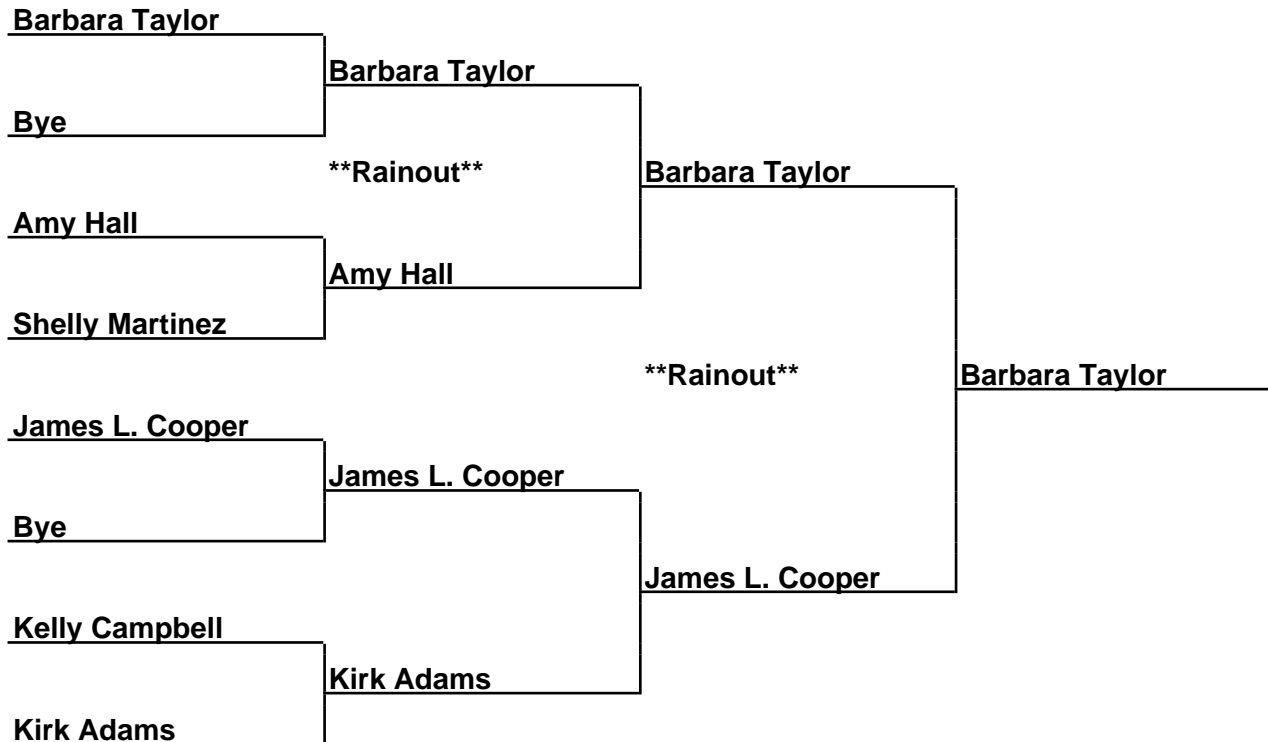 Barbara Taylor
Barbara Taylor
Bye
**Rainout**
Barbara Taylor
Amy Hall
Amy Hall
Shelly Martinez
**Rainout**
Barbara Taylor
James L. Cooper
James L. Cooper
Bye
James L. Cooper
Kelly Campbell
Kirk Adams
Kirk Adams